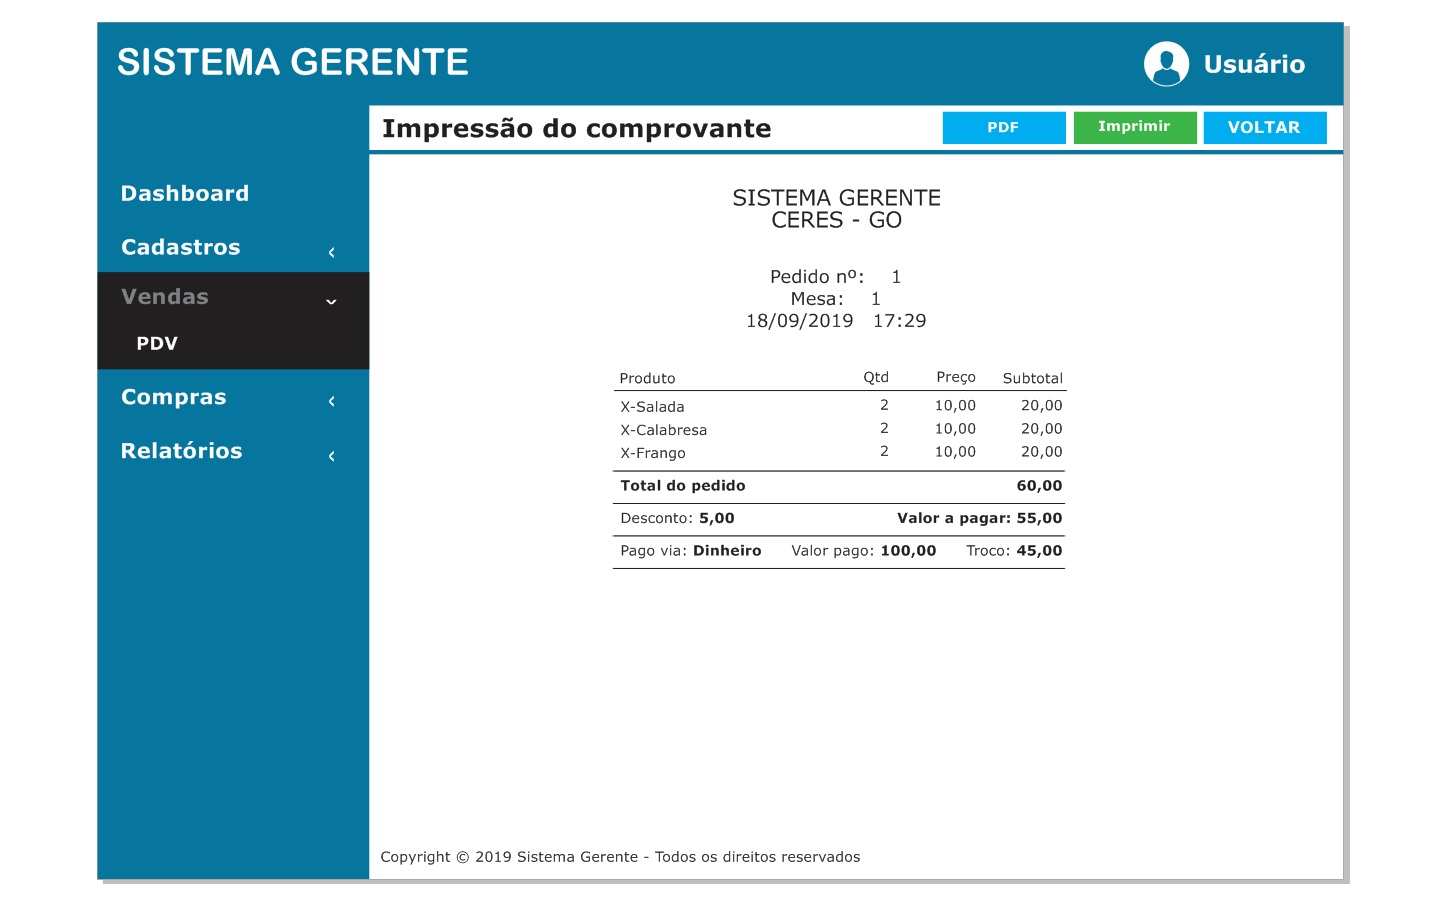 SISTEMA GERENTE
Usuário
Impressão do comprovante
PDF
Imprimir
VOLTAR
Dashboard
Cadastros
Vendas
PDV
Compras
Relatórios
SISTEMA GERENTE
CERES - GO
Pedido nº: 1
Mesa: 1
18/09/2019 17:29
Produto Qtd Preço Subtotal
X-Salada 2 10,00 20,00
X-Calabresa 2 10,00 20,00
X-Frango 2 10,00 20,00
Total do pedido 60,00
Desconto: 5,00 Valor a pagar: 55,00
Pago via: Dinheiro Valor pago: 100,00 Troco: 45,00
Copyright © 2019 Sistema Gerente - Todos os direitos reservados